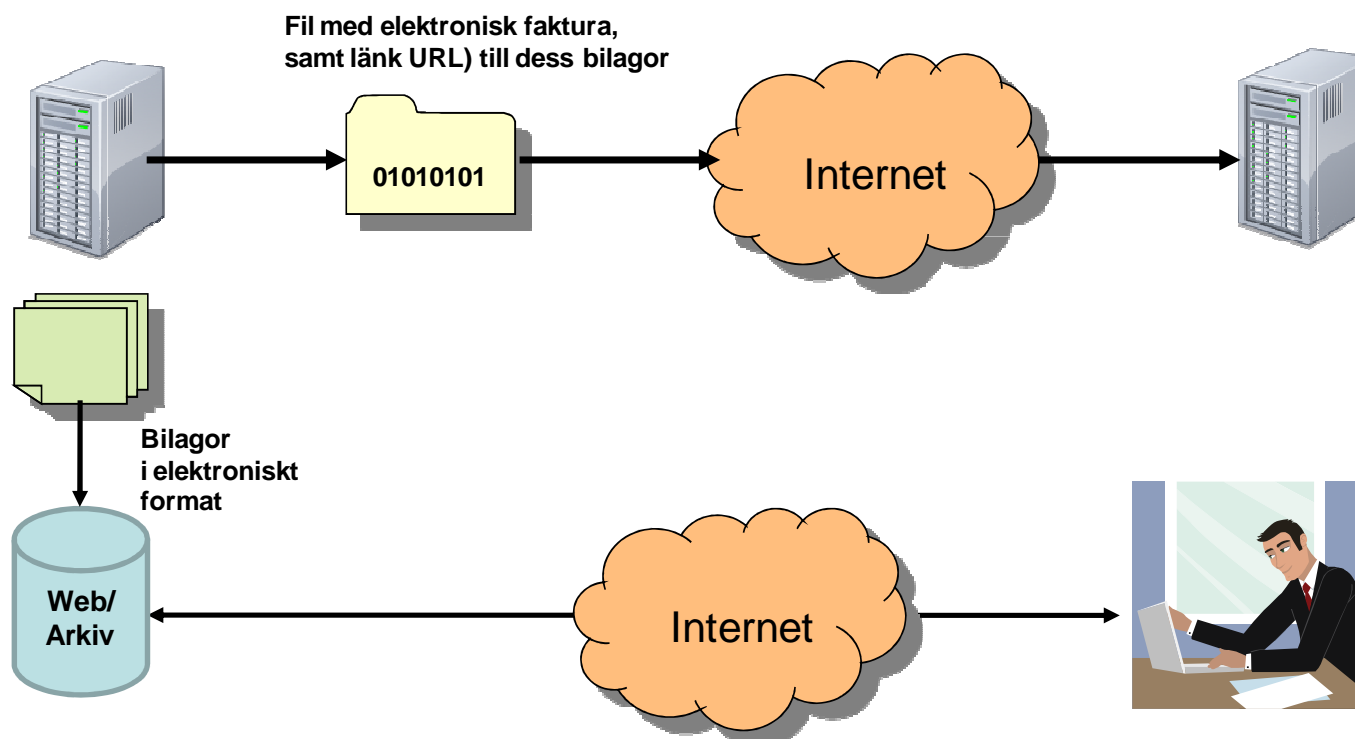 Fil med elektronisk faktura,
samt länk URL) till dess bilagor
01010101
Internet
Bilagor
i elektroniskt
format
Web/
Arkiv
Internet